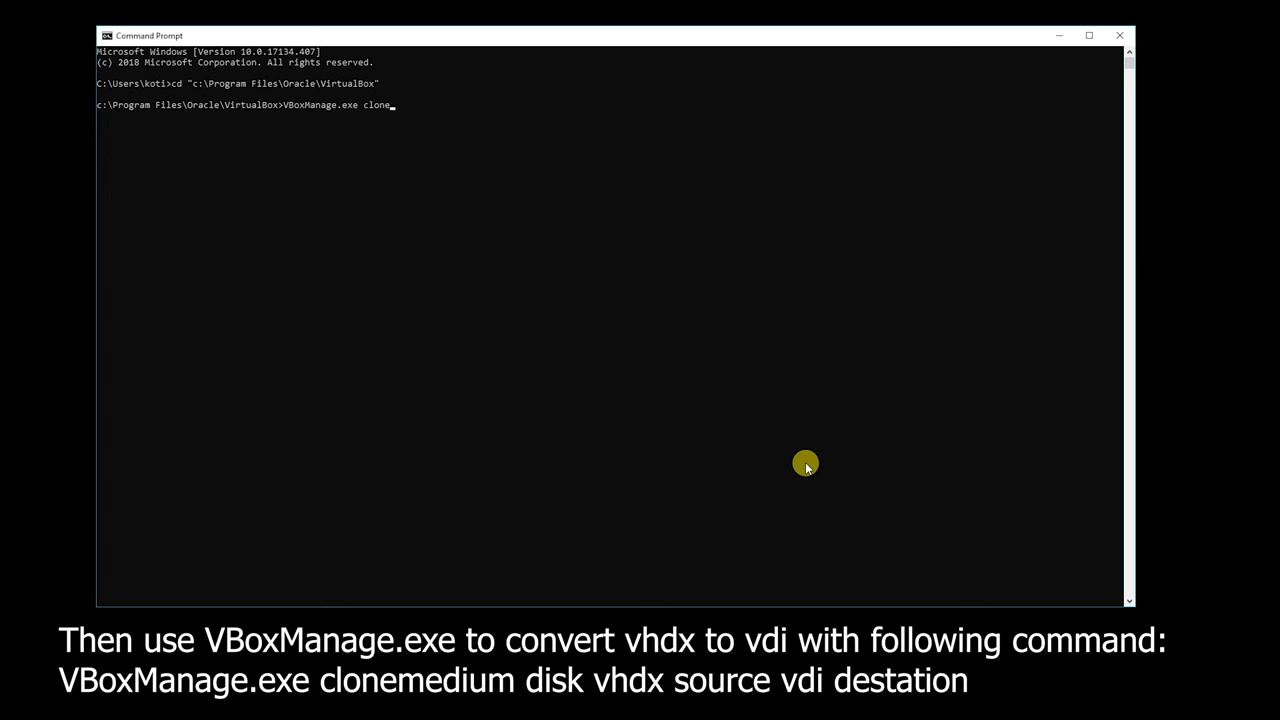 Command Prompt
Microsoft Windows [Version 10.0.17134.407]
(c) 2018 Microsoft Corporation. All rights reserved.
C:\Users\koti>cd "c:\Program Files\Oracle\VirtualBox"
c:\Program Files\Oracle\VirtualBox>VBoxManage.exe clone_
Then use VBoxManage.exe to convert vhdx to vdi with following command:
VBoxManage.exe clonemedium disk vhdx source vdi destation